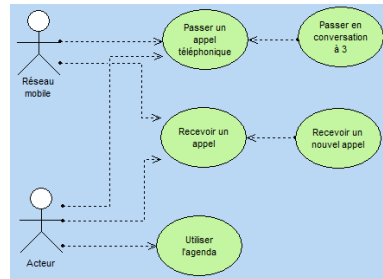 Passer un
appel
téléphonique
Passer en
conversation
à 3
Réseau
mobile
Recevoir un
appel
Recevoir un
nouvel appel
Utiliser
l'agenda
Acteur